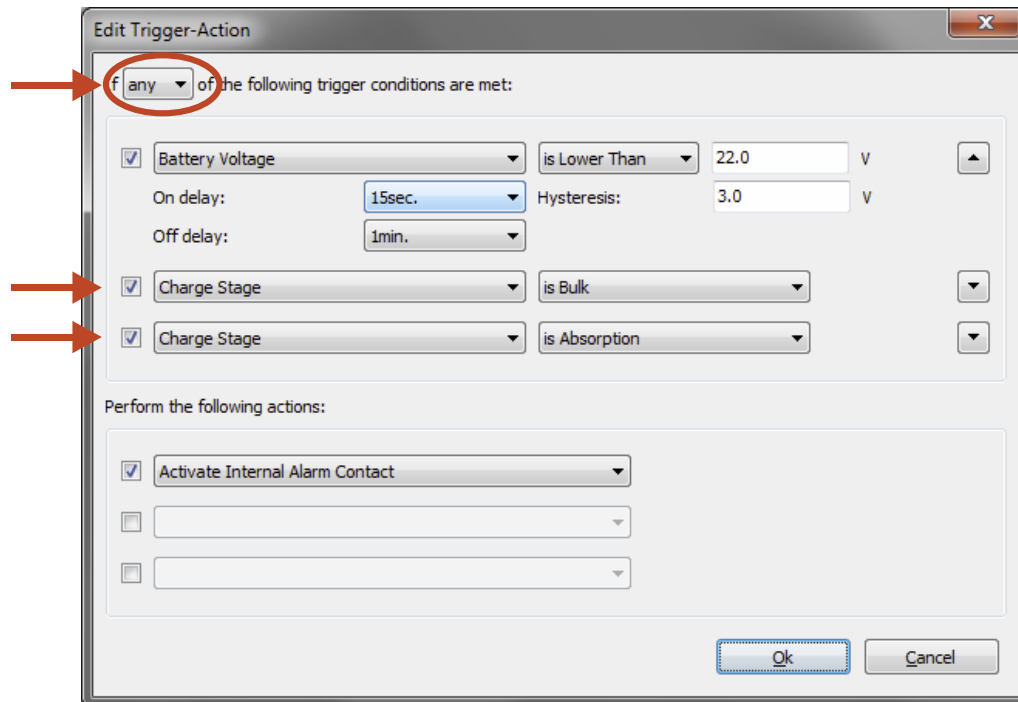 Edit Trigger-Action
If any of the following trigger conditions are met:
Battery Voltage is Lower Than 22.0 V
On delay: 15sec. Hysteresis: 3.0 V
Off delay: 1min.
Charge Stage is Bulk
Charge Stage is Absorption
Perform the following actions:
Activate Internal Alarm Contact
Ok Cancel